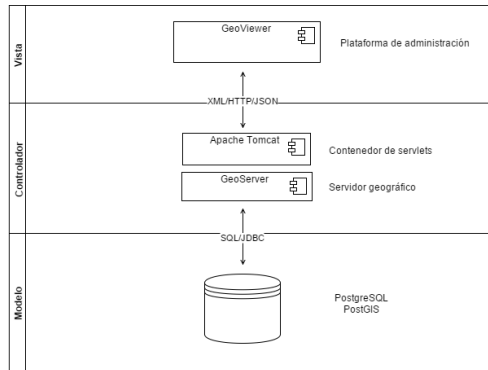 Vista
GeoViewer
Plataforma de administración
XML/HTTP/JSON
Controlador
Apache Tomcat
Contenedor de servlets
GeoServer
Servidor geográfico
SQL/JDBC
Modelo
PostgreSQL
PostGIS